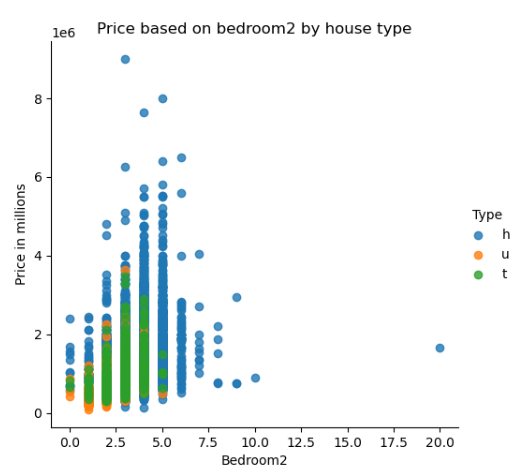 Price based on bedroom2 by house type
1e6
8
6
4
2
0
Price in millions
0.0 2.5 5.0 7.5 10.0 12.5 15.0 17.5 20.0
Bedroom2
Type
h
u
t